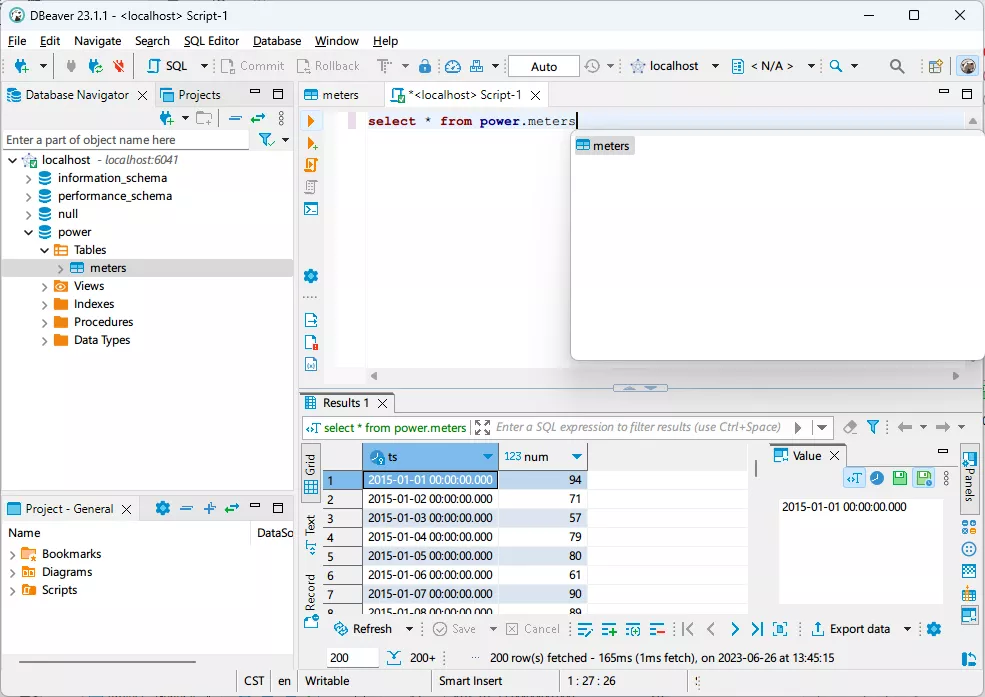 DBeaver 23.1.1 - <localhost> Script-1
File Edit Navigate Search SQL Editor Database Window Help
SQL Commit Rollback Auto localhost < N/A >
Database Navigator Projects
Enter a part of object name here
localhost - localhost:6041
information_schema
performance_schema
null
power
Tables
meters
Views
Indexes
Procedures
Data Types
Project - General
Name DataSo
Bookmarks
Diagrams
Scripts
meters *<localhost> Script-1
select * from power.meters
meters
Results 1
select * from power.meters Enter a SQL expression to filter results (use Ctrl+Space)
Grid
Text
Record
ts 123 num
1 2015-01-01 00:00:00.000 94
2 2015-01-02 00:00:00.000 71
3 2015-01-03 00:00:00.000 57
4 2015-01-04 00:00:00.000 79
5 2015-01-05 00:00:00.000 80
6 2015-01-06 00:00:00.000 61
7 2015-01-07 00:00:00.000 90
8 2015-01-08 00:00:00.000 89
Value
2015-01-01 00:00:00.000
Panels
Refresh Save Cancel Export data
200 200+ 200 row(s) fetched - 165ms (1ms fetch), on 2023-06-26 at 13:45:15
CST en Writable Smart Insert 1 : 27 : 26